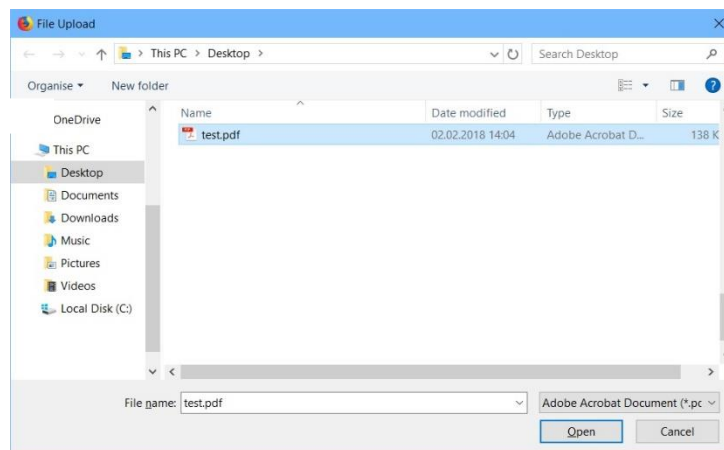 File Upload
This PC > Desktop >
Search Desktop
Organise
New folder
Name
Date modified
Type
Size
test.pdf
02.02.2018 14:04
Adobe Acrobat D...
138 K
OneDrive
This PC
Desktop
Documents
Downloads
Music
Pictures
Videos
Local Disk (C:)
File name: test.pdf
Adobe Acrobat Document (*.pc
Open
Cancel